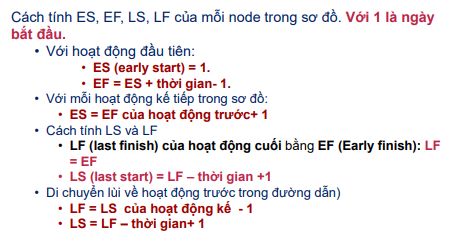 Cách tính ES, EF, LS, LF của mỗi node trong sơ đồ. Với 1 là ngày
bắt đầu.
• Với hoạt động đầu tiên:
• ES (early start) = 1.
• EF = ES + thời gian- 1.
• Với mỗi hoạt động kế tiếp trong sơ đồ:
• ES = EF của hoạt động trước+ 1
• Cách tính LS và LF
• LF (last finish) của hoạt động cuối bằng EF (Early finish): LF
= EF
• LS (last start) = LF – thời gian +1
• Di chuyển lùi về hoạt động trước trong đường dẫn)
• LF = LS của hoạt động kế - 1
• LS = LF – thời gian+ 1